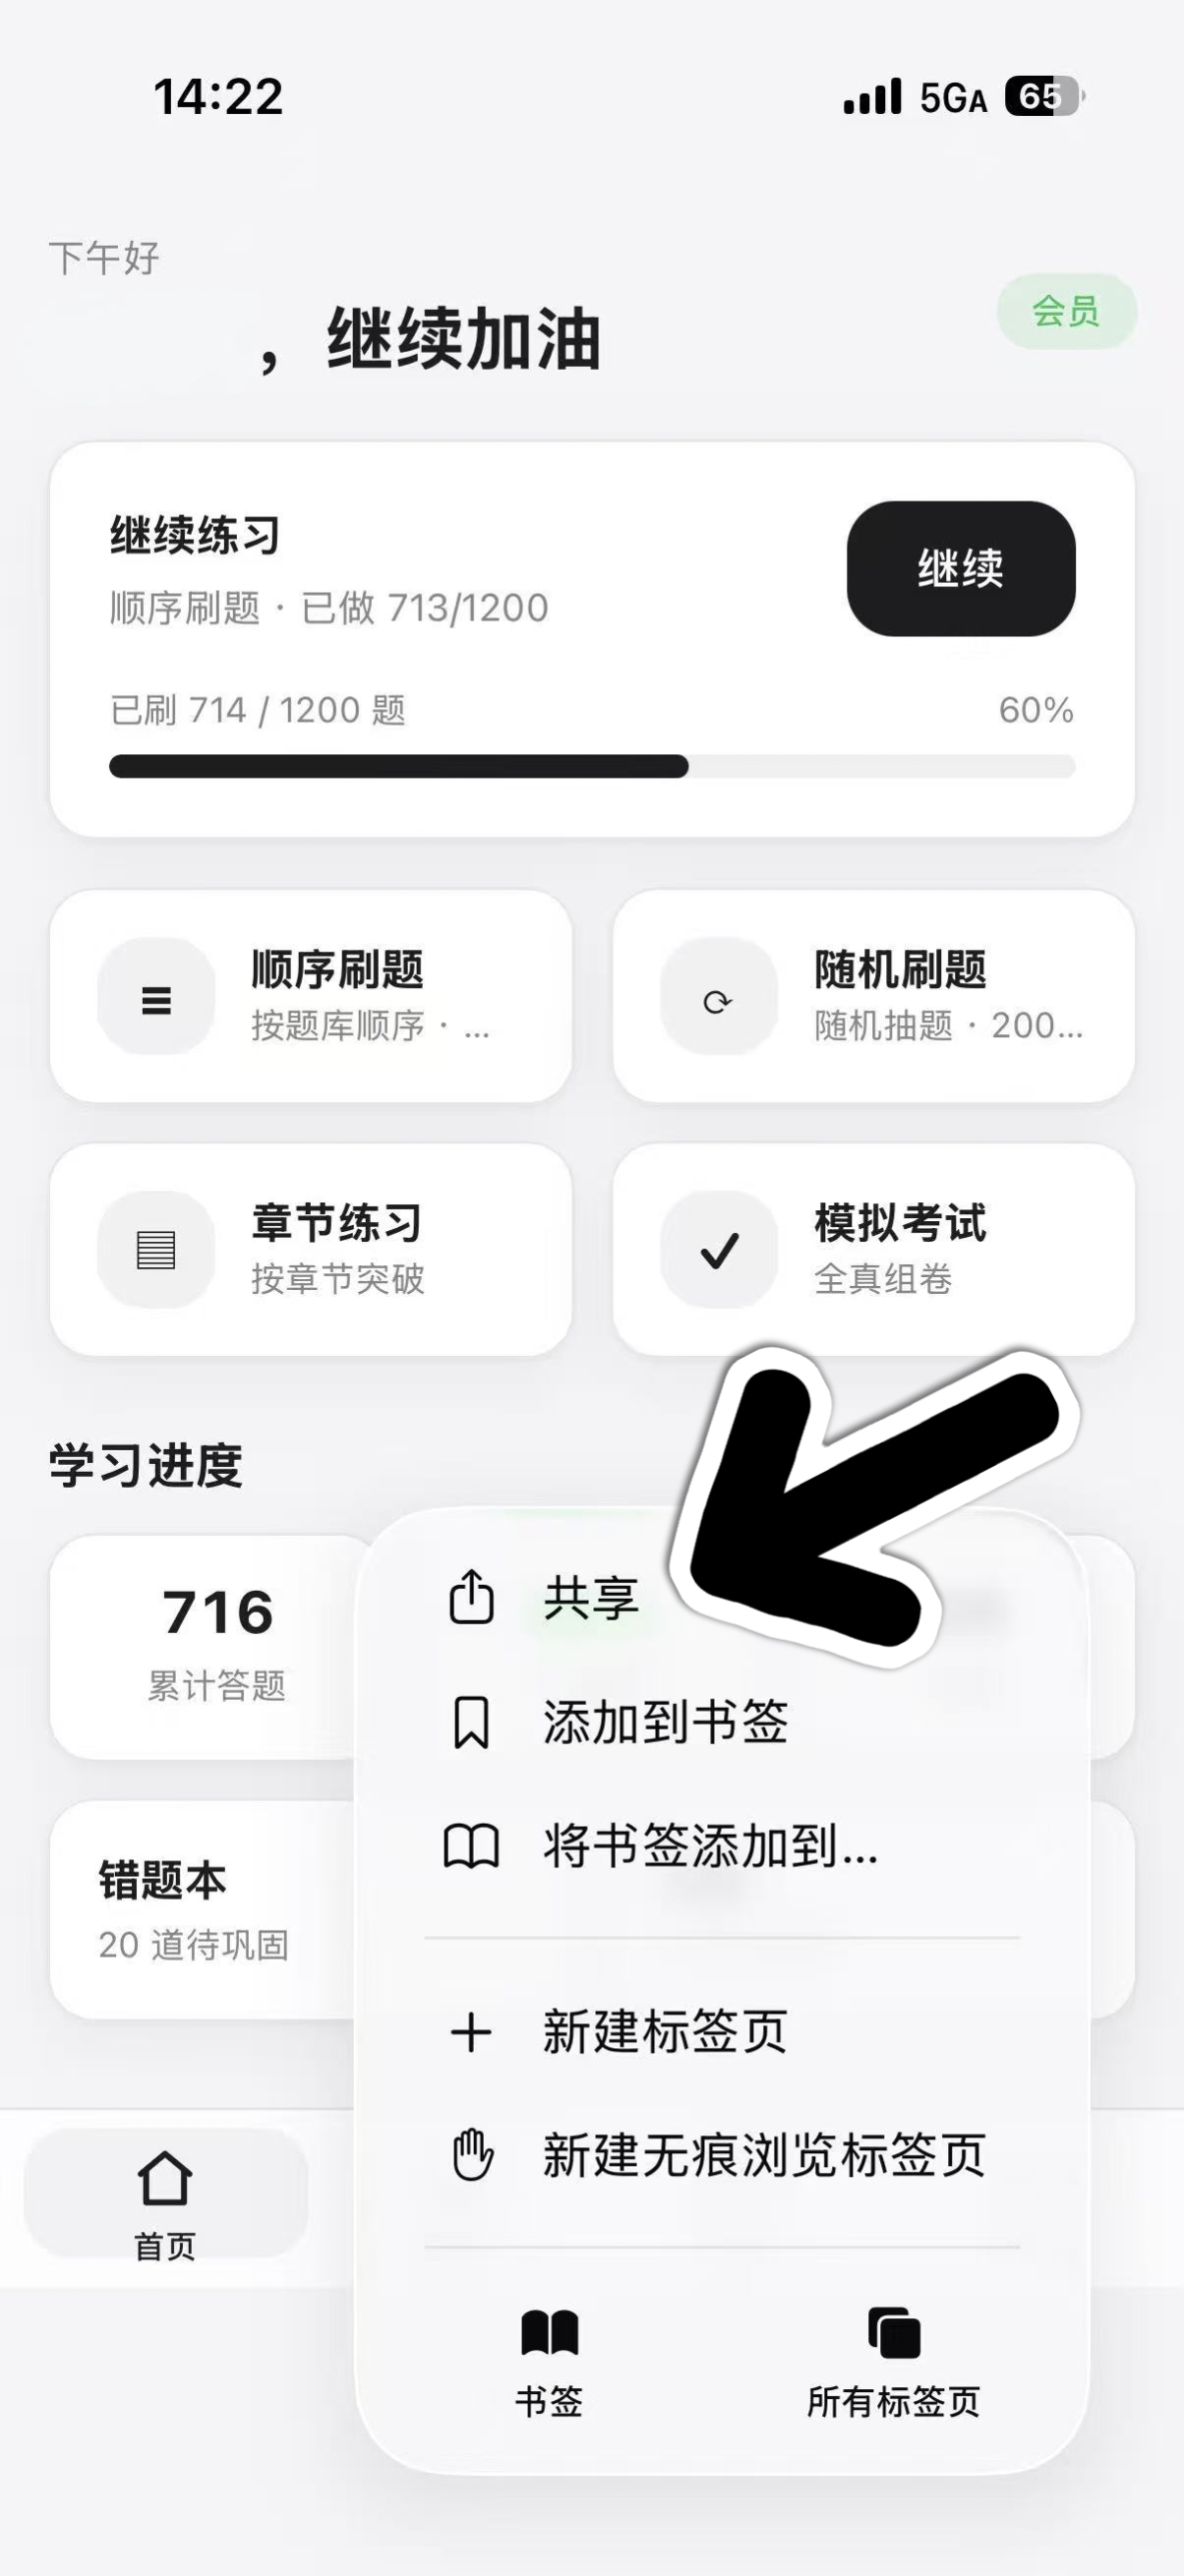 14:22
5GA 65
下午好
，继续加油
会员
继续练习
继续
顺序刷题 · 已做 713/1200
已刷 714 / 1200 题
60%
顺序刷题
按题库顺序 · ...
随机刷题
随机抽题 · 200...
章节练习
按章节突破
模拟考试
全真组卷
学习进度
716
累计答题
错题本
20 道待巩固
共享
添加到书签
将书签添加到...
新建标签页
新建无痕浏览标签页
书签
所有标签页
首页